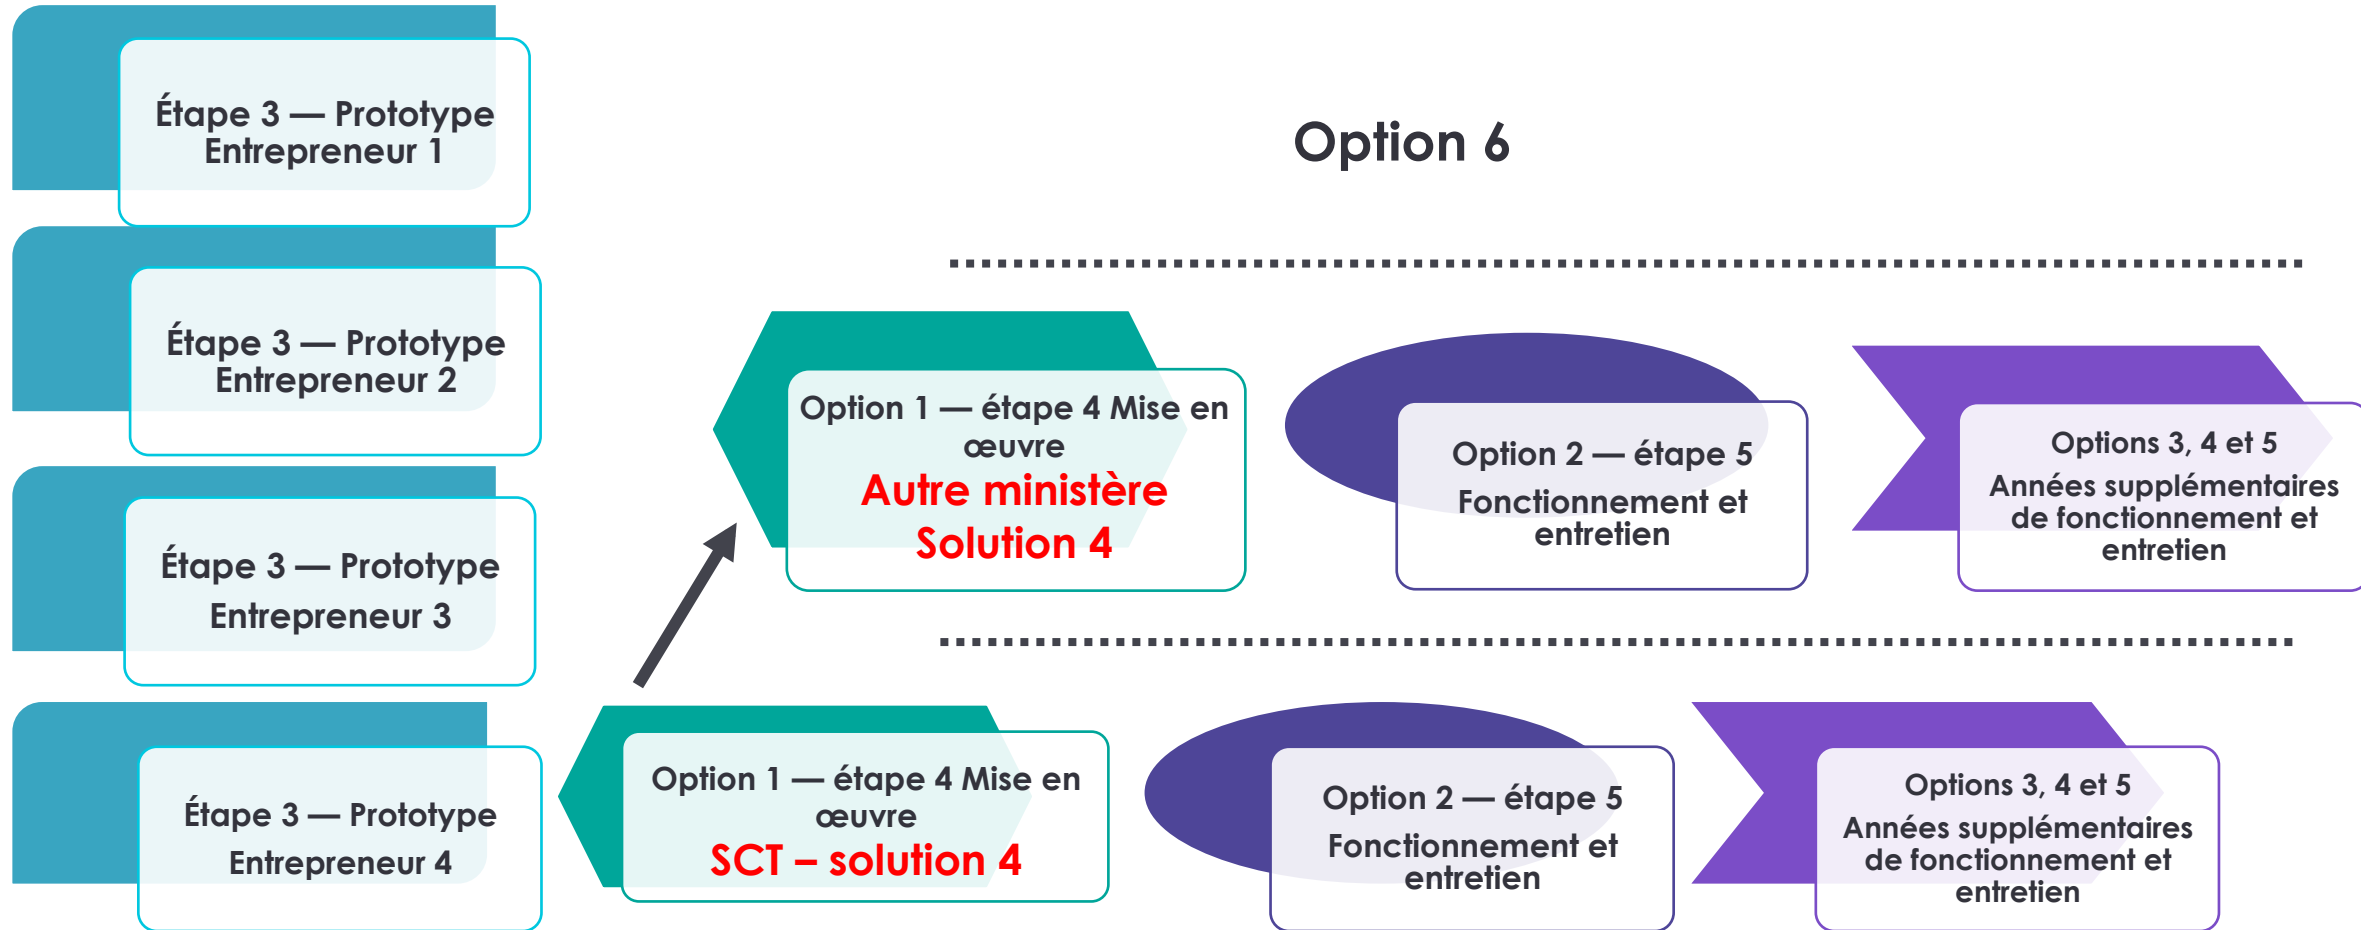 Étape 3 — Prototype
Entrepreneur 1
Étape 3 — Prototype
Entrepreneur 2
Étape 3 — Prototype
Entrepreneur 3
Étape 3 — Prototype
Entrepreneur 4
Option 6
Option 1 — étape 4 Mise en
œuvre
Autre ministère
Solution 4
Option 2 — étape 5
Fonctionnement et
entretien
Options 3, 4 et 5
Années supplémentaires
de fonctionnement et
entretien
Option 1 — étape 4 Mise en
œuvre
SCT – solution 4
Option 2 — étape 5
Fonctionnement et
entretien
Options 3, 4 et 5
Années supplémentaires
de fonctionnement et
entretien